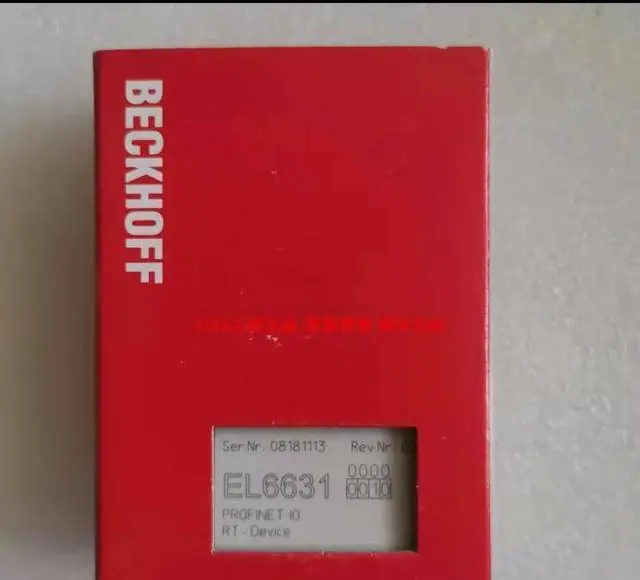 BECKHOFF
Ser Nr. 08181113 Rev Nr.
EL6631 0000
0010
PROFINET IO
RT - Device